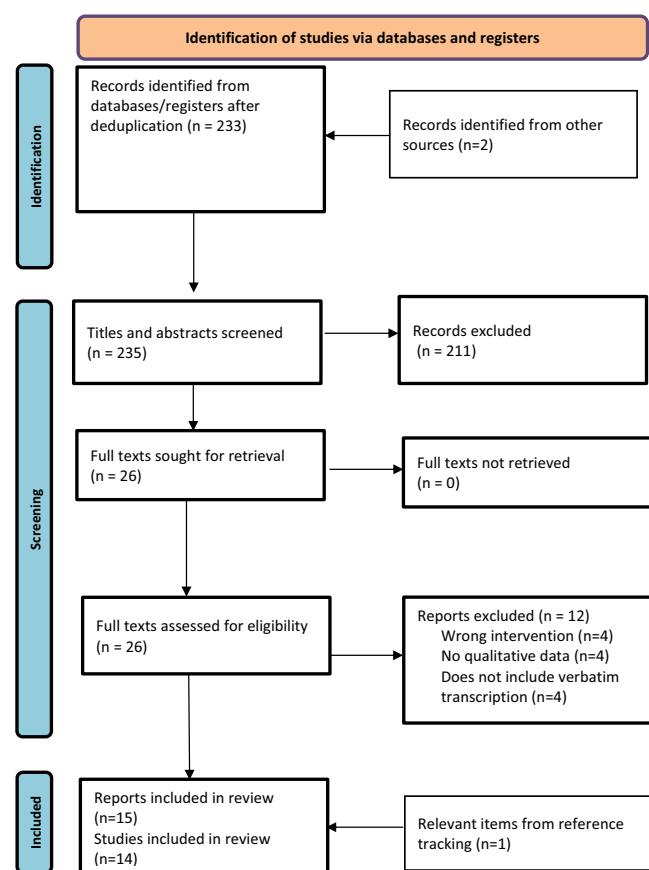 Identification of studies via databases and registers
Identification
Records identified from
databases/registers after
deduplication (n = 233)
Records identified from other
sources (n=2)
Screening
Titles and abstracts screened
(n = 235)
Records excluded
(n = 211)
Full texts sought for retrieval
(n = 26)
Full texts not retrieved
(n = 0)
Full texts assessed for eligibility
(n = 26)
Reports excluded (n = 12)
Wrong intervention (n=4)
No qualitative data (n=4)
Does not include verbatim
transcription (n=4)
Included
Reports included in review
(n=15)
Studies included in review
(n=14)
Relevant items from reference
tracking (n=1)